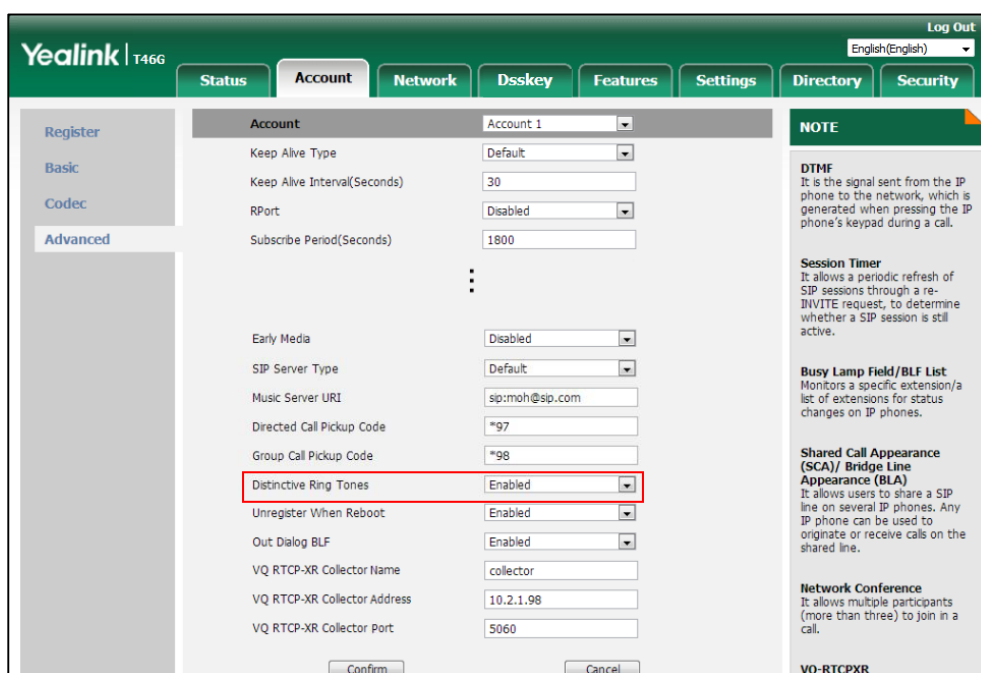 Log Out
Yealink | T46G
English(English)
Status Account Network Dsskey Features Settings Directory Security
Register
Basic
Codec
Advanced
Account Account 1
Keep Alive Type Default
Keep Alive Interval(Seconds) 30
RPort Disabled
Subscribe Period(Seconds) 1800
Early Media Disabled
SIP Server Type Default
Music Server URI sip:moh@sip.com
Directed Call Pickup Code *97
Group Call Pickup Code *98
Distinctive Ring Tones Enabled
Unregister When Reboot Enabled
Out Dialog BLF Enabled
VQ RTCP-XR Collector Name collector
VQ RTCP-XR Collector Address 10.2.1.98
VQ RTCP-XR Collector Port 5060
Confirm Cancel
NOTE
DTMF
It is the signal sent from the IP
phone to the network, which is
generated when pressing the IP
phone's keypad during a call.
Session Timer
It allows a periodic refresh of
SIP sessions through a re-
INVITE request, to determine
whether a SIP session is still
active.
Busy Lamp Field/BLF List
Monitors a specific extension/a
list of extensions for status
changes on IP phones.
Shared Call Appearance
(SCA)/ Bridge Line
Appearance (BLA)
It allows users to share a SIP
line on several IP phones. Any
IP phone can be used to
originate or receive calls on the
shared line.
Network Conference
It allows multiple participants
(more than three) to join in a
call.
VQ-RTCPXR